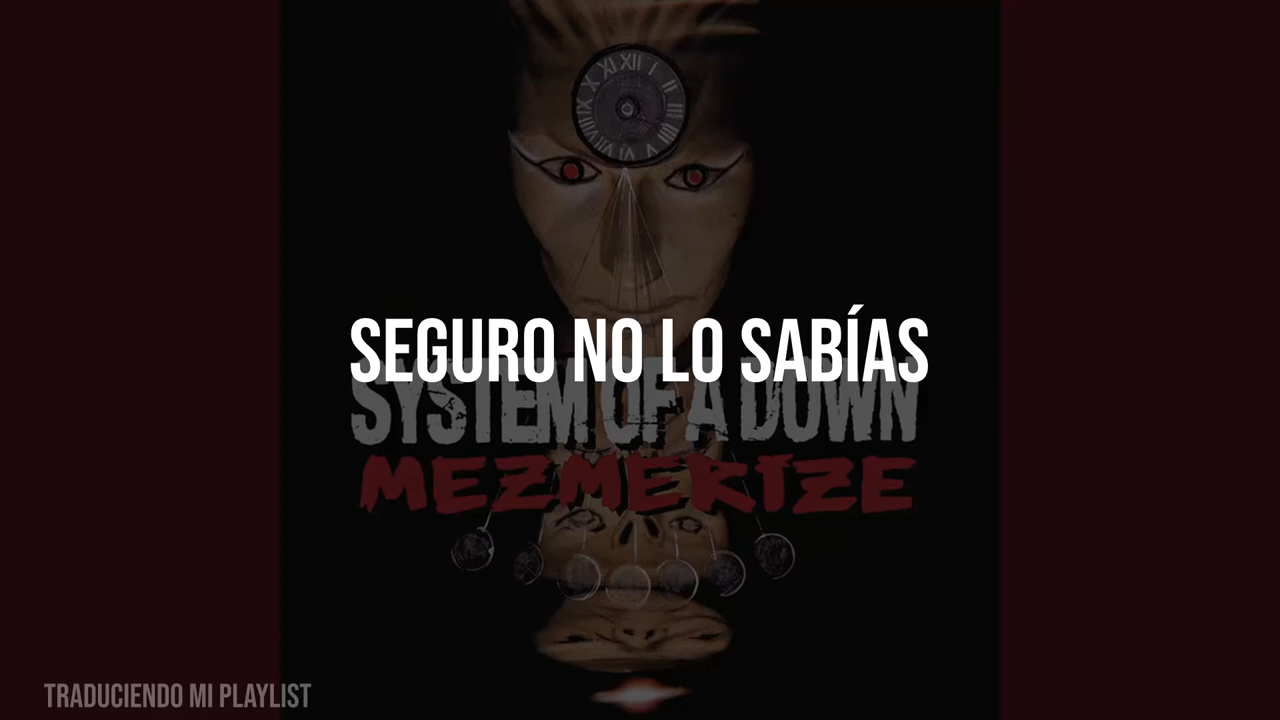 SEGURO NO LO SABÍAS
SYSTEM OF A DOWN
MEZMERIZE
TRADUCIENDO MI PLAYLIST